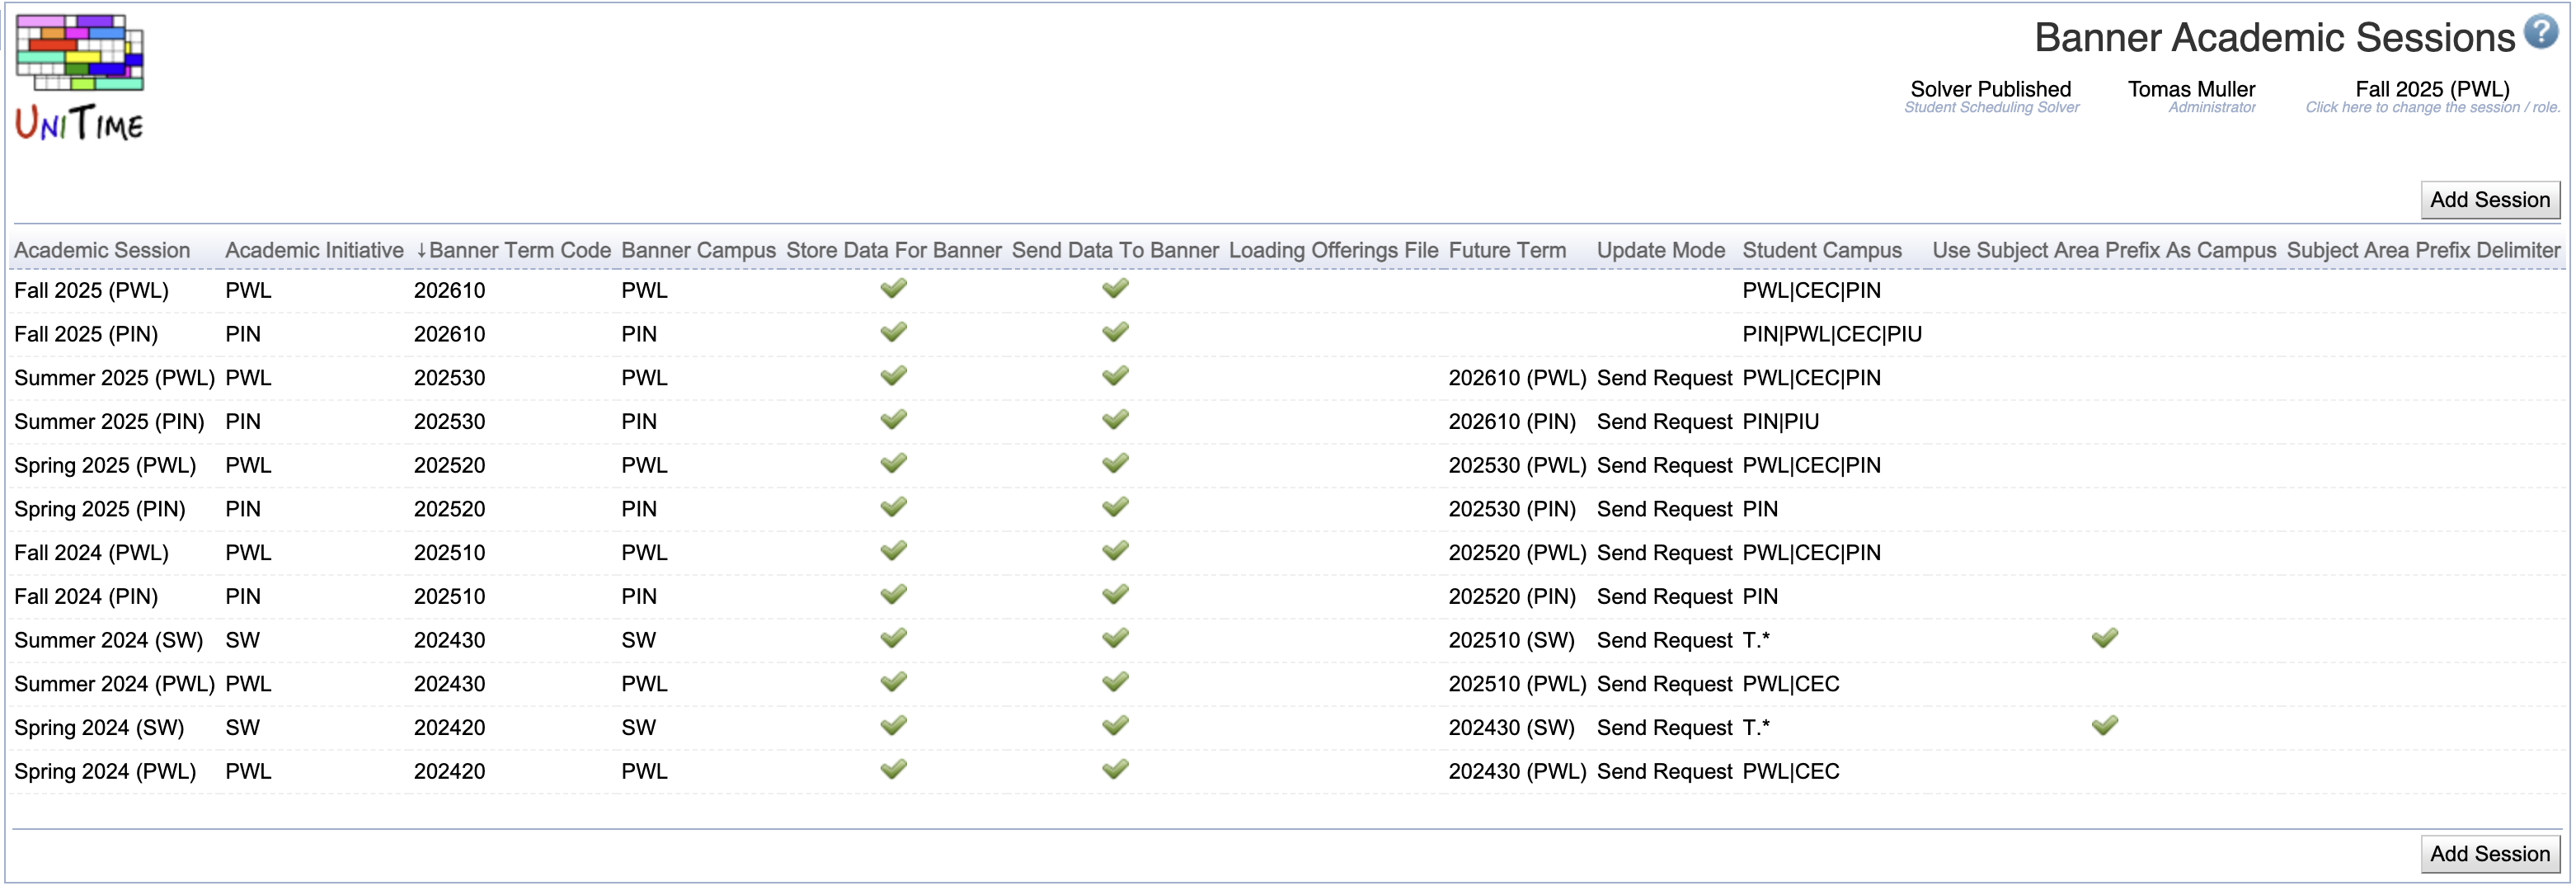 Banner Academic Sessions
UNITIME
Solver Published Tomas Muller Fall 2025 (PWL)
Student Scheduling Solver Administrator Click here to change the session / role.
Add Session
Academic Session Academic Initiative ↓Banner Term Code Banner Campus Store Data For Banner Send Data To Banner Loading Offerings File Future Term Update Mode Student Campus Use Subject Area Prefix As Campus Subject Area Prefix Delimiter
Fall 2025 (PWL) PWL 202610 PWL PWL|CEC|PIN
Fall 2025 (PIN) PIN 202610 PIN PIN|PWL|CEC|PIU
Summer 2025 (PWL) PWL 202530 PWL 202610 (PWL) Send Request PWL|CEC|PIN
Summer 2025 (PIN) PIN 202530 PIN 202610 (PIN) Send Request PIN|PIU
Spring 2025 (PWL) PWL 202520 PWL 202530 (PWL) Send Request PWL|CEC|PIN
Spring 2025 (PIN) PIN 202520 PIN 202530 (PIN) Send Request PIN
Fall 2024 (PWL) PWL 202510 PWL 202520 (PWL) Send Request PWL|CEC|PIN
Fall 2024 (PIN) PIN 202510 PIN 202520 (PIN) Send Request PIN
Summer 2024 (SW) SW 202430 SW 202510 (SW) Send Request T.*
Summer 2024 (PWL) PWL 202430 PWL 202510 (PWL) Send Request PWL|CEC
Spring 2024 (SW) SW 202420 SW 202430 (SW) Send Request T.*
Spring 2024 (PWL) PWL 202420 PWL 202430 (PWL) Send Request PWL|CEC
Add Session